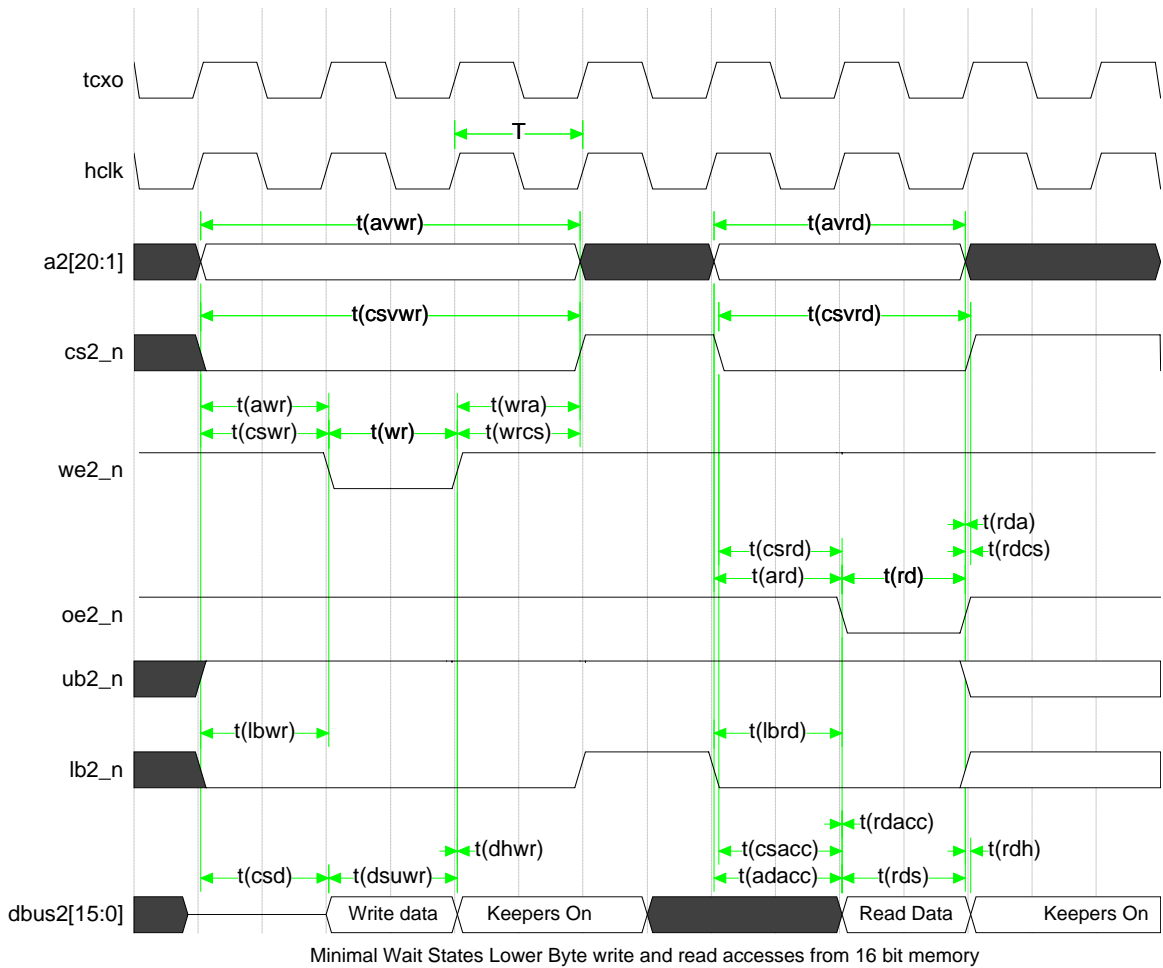 tcxo
T
hclk
t(avwr) t(avrd)
a2[20:1]
t(csvwr) t(csvrd)
cs2_n
t(awr) t(wra)
t(cswr) t(wr) t(wrcs)
we2_n
t(rda)
t(csrd) t(rdcs)
t(ard) t(rd)
oe2_n
ub2_n
t(lbwr) t(lbrd)
lb2_n
t(rdacc)
t(dhwr) t(csacc) t(rdh)
t(csd) t(dsuwr) t(adacc) t(rds)
dbus2[15:0] Write data Keepers On Read Data Keepers On
Minimal Wait States Lower Byte write and read accesses from 16 bit memory